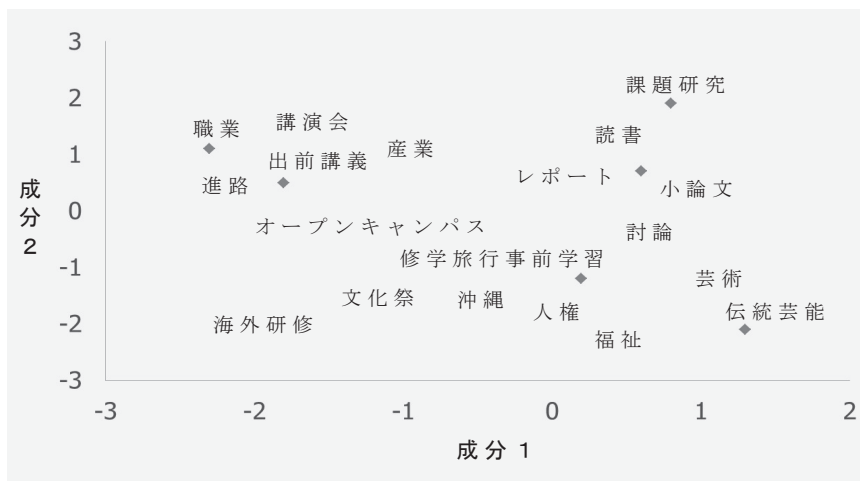 3
課題研究
2
職業
講演会
読書
産業
1
出前講義
レポート
進路
小論文
成分2
0
オープンキャンパス
討論
修学旅行事前学習
-1
芸術
文化祭
沖縄
人権
伝統芸能
海外研修
-2
福祉
-3
-3 -2 -1 0 1 2
成分1